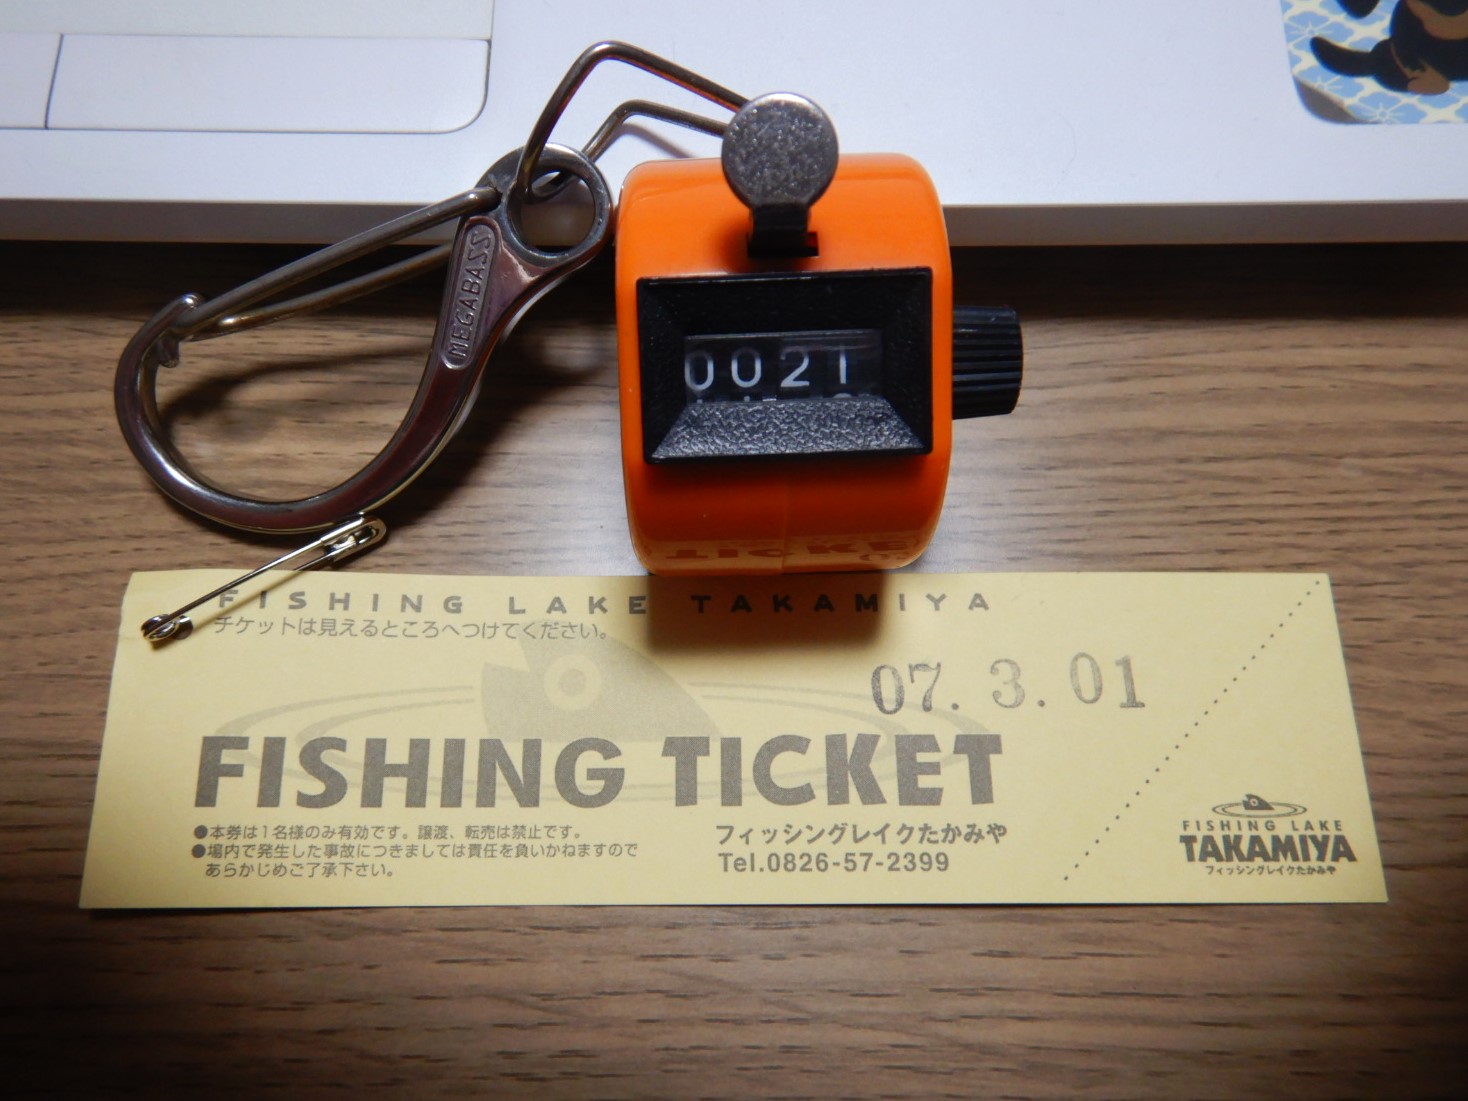 MEGABASS
0021
FISHING LAKE TAKAMIYA
チケットは見えるところへつけてください。
07.3.01
FISHING TICKET
●本券は1名様のみ有効です。譲渡、転売は禁止です。
●場内で発生した事故につきましては責任を負いかねますので
あらかじめご了承下さい。
フィッシングレイクたかみや
Tel.0826-57-2399
FISHING LAKE
TAKAMIYA
フィッシングレイクたかみや